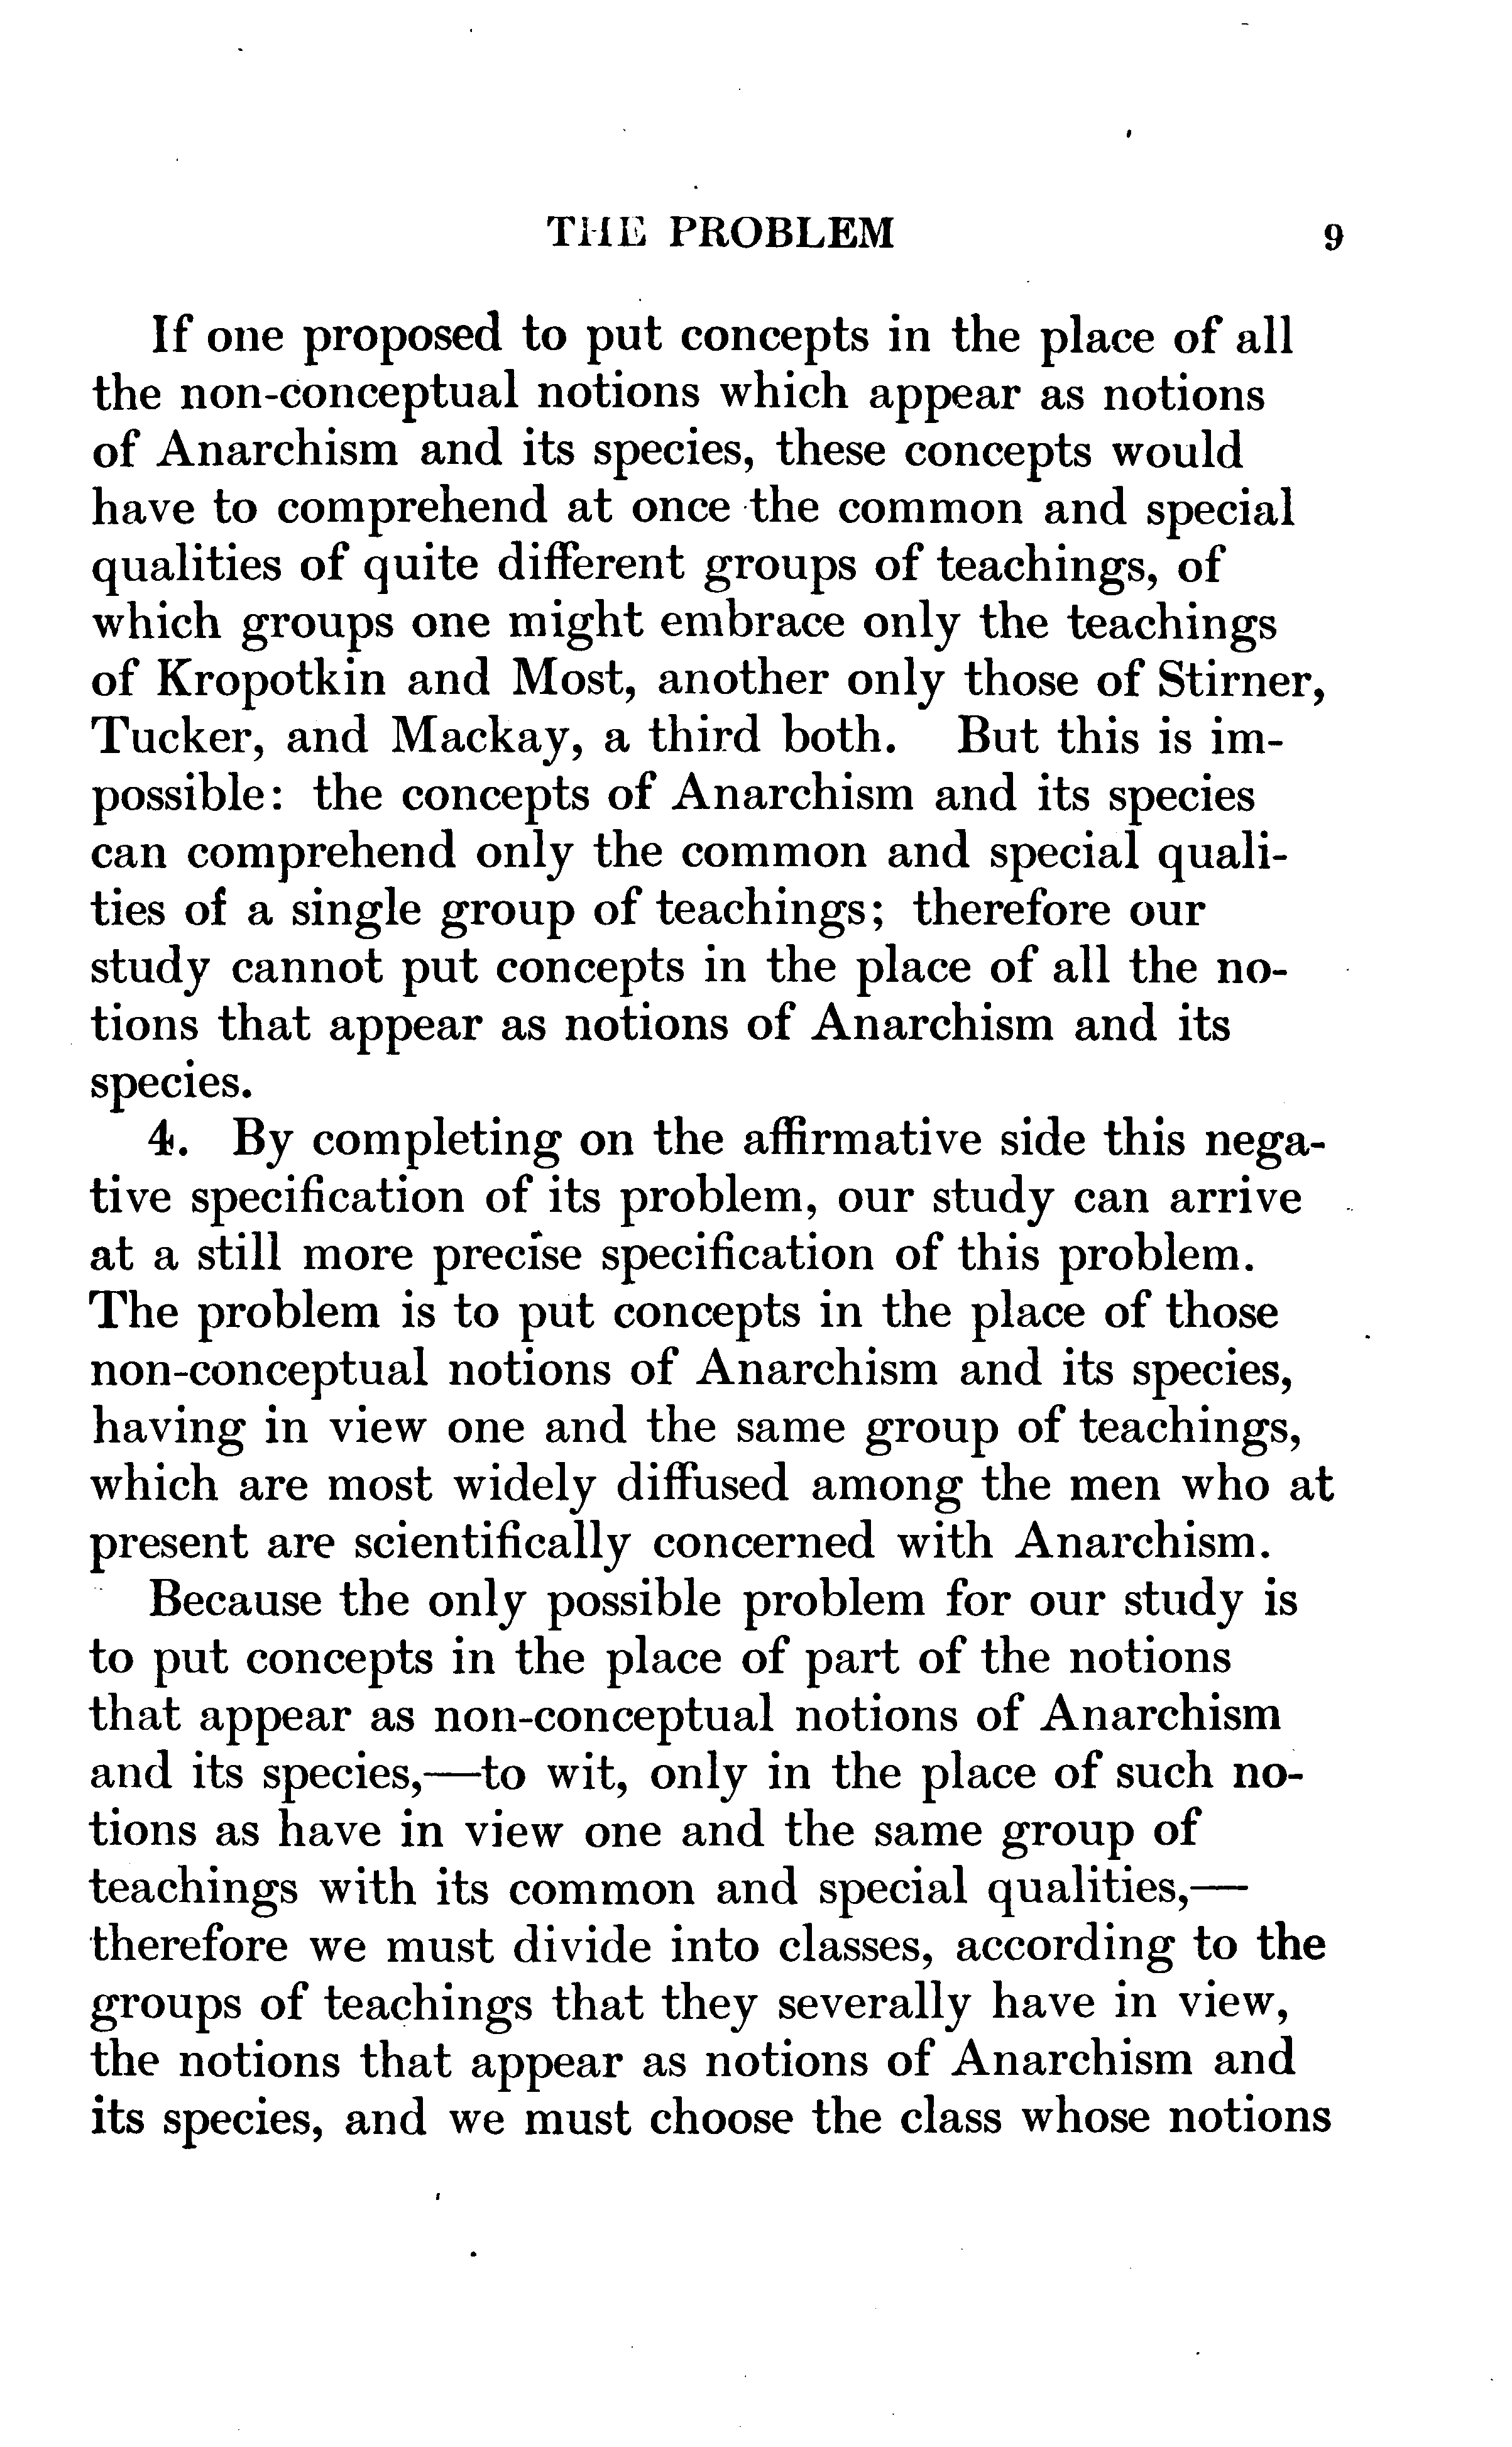 THE PROBLEM 9
If one proposed to put concepts in the place of all
the non-conceptual notions which appear as notions
of Anarchism and its species, these concepts would
have to comprehend at once the common and special
qualities of quite different groups of teachings, of
which groups one might embrace only the teachings
of Kropotkin and Most, another only those of Stirner,
Tucker, and Mackay, a third both. But this is im-
possible: the concepts of Anarchism and its species
can comprehend only the common and special quali-
ties of a single group of teachings; therefore our
study cannot put concepts in the place of all the no-
tions that appear as notions of Anarchism and its
species.
4. By completing on the affirmative side this nega-
tive specification of its problem, our study can arrive
at a still more precise specification of this problem.
The problem is to put concepts in the place of those
non-conceptual notions of Anarchism and its species,
having in view one and the same group of teachings,
which are most widely diffused among the men who at
present are scientifically concerned with Anarchism.
Because the only possible problem for our study is
to put concepts in the place of part of the notions
that appear as non-conceptual notions of Anarchism
and its species,—to wit, only in the place of such no-
tions as have in view one and the same group of
teachings with its common and special qualities,—
therefore we must divide into classes, according to the
groups of teachings that they severally have in view,
the notions that appear as notions of Anarchism and
its species, and we must choose the class whose notions